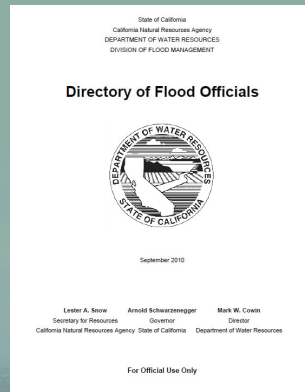 State of California
California Natural Resources Agency
DEPARTMENT OF WATER RESOURCES
DIVISION OF FLOOD MANAGEMENT
Directory of Flood Officials
DEPARTMENT OF WATER RESOURCES
STATE OF CALIFORNIA
September 2010
Lester A. Snow Arnold Schwarzenegger Mark W. Cowin
Secretary for Resources Governor Director
California Natural Resources Agency State of California Department of Water Resources
For Official Use Only